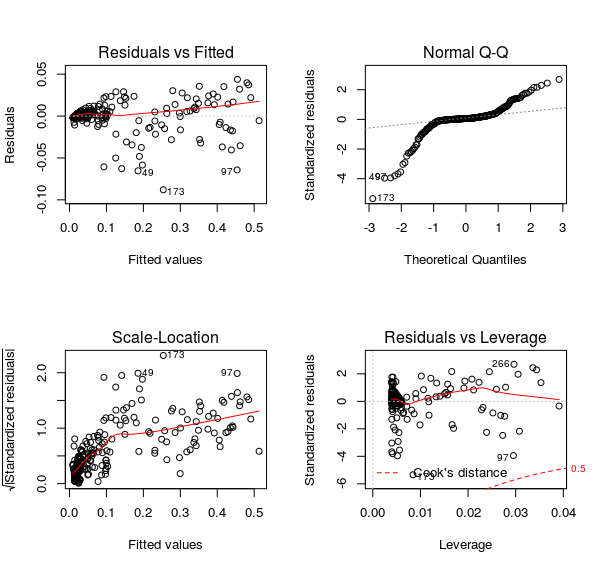 Residuals vs Fitted
Residuals
0.05
0.00
-0.05
-0.10
49
97
173
0.0 0.1 0.2 0.3 0.4 0.5
Fitted values
Normal Q-Q
Standardized residuals
2
0
-2
-4
497
173
-3 -2 -1 0 1 2 3
Theoretical Quantiles
Scale-Location
√|Standardized residuals|
2.0
1.0
0.0
173
49
97
0.0 0.1 0.2 0.3 0.4 0.5
Fitted values
Residuals vs Leverage
Standardized residuals
2
0
-2
-4
-6
266
97
Cook's distance
173
0.5
0.00 0.01 0.02 0.03 0.04
Leverage